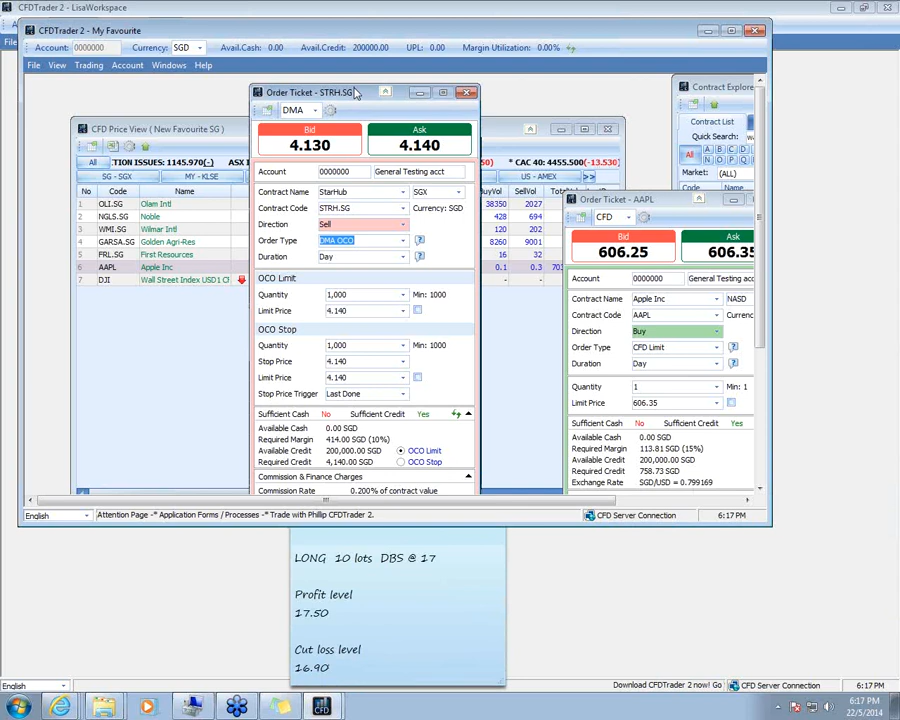 CFDTrader 2 - LisaWorkspace
CFDTrader 2 - My Favourite
Account: 0000000 Currency: SGD Avail.Cash: 0.00 Avail.Credit: 200000.00 UPL: 0.00 Margin Utilization: 0.00%
File View Trading Account Windows Help
Order Ticket - STRH.SG
DMA
Bid Ask
4.130 4.140
Account 0000000 General Testing acct
Contract Name StarHub SGX
Contract Code STRH.SG Currency: SGD
Direction Sell
Order Type DMA OCO
Duration Day
OCO Limit
Quantity 1,000 Min: 1000
Limit Price 4.140
OCO Stop
Quantity 1,000 Min: 1000
Stop Price 4.140
Limit Price 4.140
Stop Price Trigger Last Done
Sufficient Cash No Sufficient Credit Yes
Available Cash 0.00 SGD
Required Margin 414.00 SGD (10%)
Available Credit 200,000.00 SGD OCO Limit
Required Credit 4,140.00 SGD OCO Stop
Commission & Finance Charges
Commission Rate 0.200% of contract value
CFD Price View ( New Favourite SG )
All TION ISSUES: 1145.970(-) ASX
* CAC 40: 4455.500(-13.530)
SG - SGX MY - KLSE
US - AMEX >>
No Code Name
BuyVol SellVol
1 OLI.SG Olam Intl 38350 2027
2 NGLS.SG Noble 428 694
3 WMI.SG Wilmar Intl 120 202
4 GARSA.SG Golden Agri-Res 8260 9001
5 FRL.SG First Resources 16 32
6 AAPL Apple Inc 0.1 0.3
7 DJI Wall Street Index USD1 CF - -
Contract Explore
Contract List
Quick Search:
All A B C D
N O P Q
Market: (ALL)
Order Ticket - AAPL
CFD
Bid Ask
606.25 606.35
Account 0000000 General Testing acct
Contract Name Apple Inc NASD
Contract Code AAPL Currenc
Direction Buy
Order Type CFD Limit
Duration Day
Quantity 1 Min: 1
Limit Price 606.35
Sufficient Cash No Sufficient Credit Yes
Available Cash 0.00 SGD
Required Margin 113.81 SGD (15%)
Available Credit 200,000.00 SGD
Required Credit 758.73 SGD
Exchange Rate SGD/USD = 0.799169
English Attention Page -* Application Forms / Processes -* Trade with Phillip CFDTrader 2. CFD Server Connection 6:17 PM
LONG 10 lots DBS @ 17
Profit level
17.50
Cut loss level
16.90
English Download CFDTrader 2 now! Go CFD Server Connection 6:17 PM
CFD
6:17 PM
22/5/2014